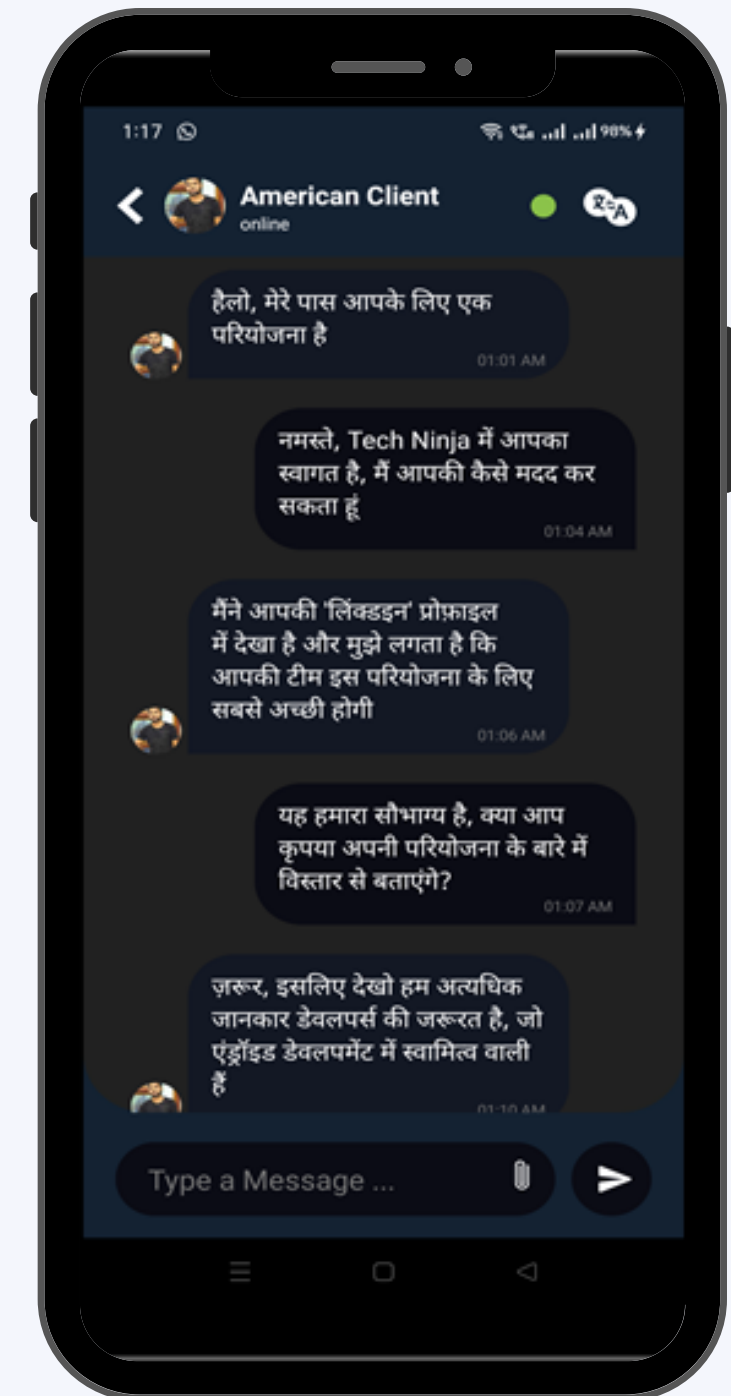 1:17
98%
American Client
online
हैलो, मेरे पास आपके लिए एक
परियोजना है
01:01 AM
नमस्ते, Tech Ninja में आपका
स्वागत है, मैं आपकी कैसे मदद कर
सकता हूं
01:04 AM
मैंने आपकी 'लिंक्डइन' प्रोफ़ाइल
में देखा है और मुझे लगता है कि
आपकी टीम इस परियोजना के लिए
सबसे अच्छी होगी
01:06 AM
यह हमारा सौभाग्य है, क्या आप
कृपया अपनी परियोजना के बारे में
विस्तार से बताएंगे?
01:07 AM
ज़रूर, इसलिए देखो हम अत्यधिक
जानकार डेवलपर्स की जरूरत है, जो
एंड्रॉइड डेवलपमेंट में स्वामित्व वाली
हैं
01:10 AM
Type a Message ...